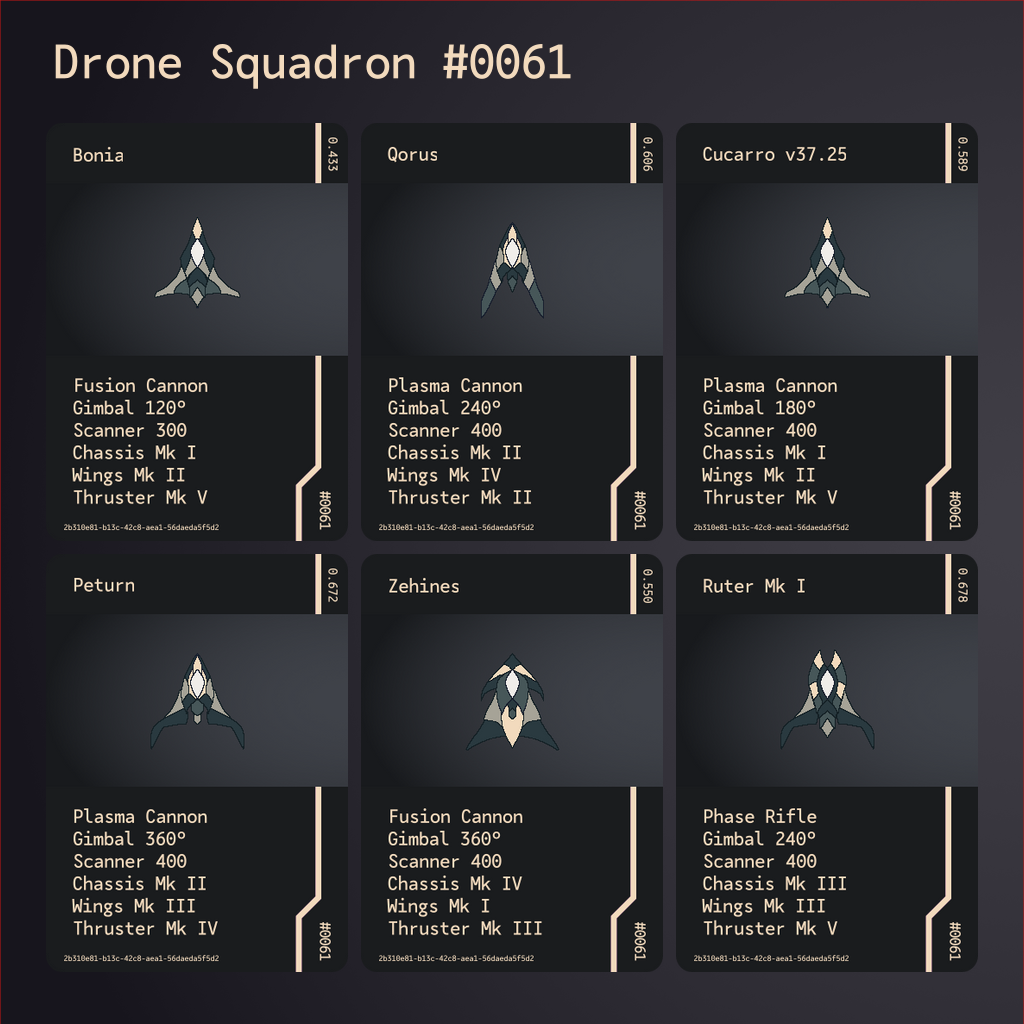 Drone Squadron #0061
Bonia
0.433
Fusion Cannon
Gimbal 120°
Scanner 300
Chassis Mk I
Wings Mk II
Thruster Mk V
#0061
2b310e81-b13c-42c8-aea1-56daeda5f5d2
Qorus
0.606
Plasma Cannon
Gimbal 240°
Scanner 400
Chassis Mk II
Wings Mk IV
Thruster Mk II
#0061
2b310e81-b13c-42c8-aea1-56daeda5f5d2
Cucarro v37.25
0.589
Plasma Cannon
Gimbal 180°
Scanner 400
Chassis Mk I
Wings Mk II
Thruster Mk V
#0061
2b310e81-b13c-42c8-aea1-56daeda5f5d2
Peturn
0.672
Plasma Cannon
Gimbal 360°
Scanner 400
Chassis Mk II
Wings Mk III
Thruster Mk IV
#0061
2b310e81-b13c-42c8-aea1-56daeda5f5d2
Zehines
0.550
Fusion Cannon
Gimbal 360°
Scanner 400
Chassis Mk IV
Wings Mk I
Thruster Mk III
#0061
2b310e81-b13c-42c8-aea1-56daeda5f5d2
Ruter Mk I
0.678
Phase Rifle
Gimbal 240°
Scanner 400
Chassis Mk III
Wings Mk III
Thruster Mk V
#0061
2b310e81-b13c-42c8-aea1-56daeda5f5d2